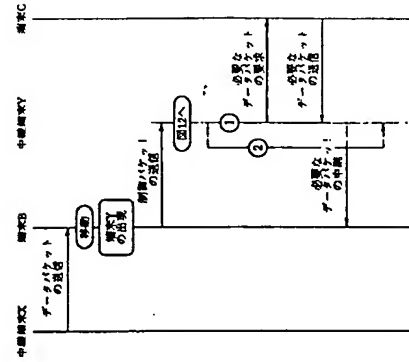 中継端末X
端末B
中継端末Y
端末C
データパケット
の送信
移動
端末Y
の出現
制御パケット
の送信
図12へ
①
②
必要な
データパケット
の要求
必要な
データパケット
の送信
必要な
データパケット
の中継